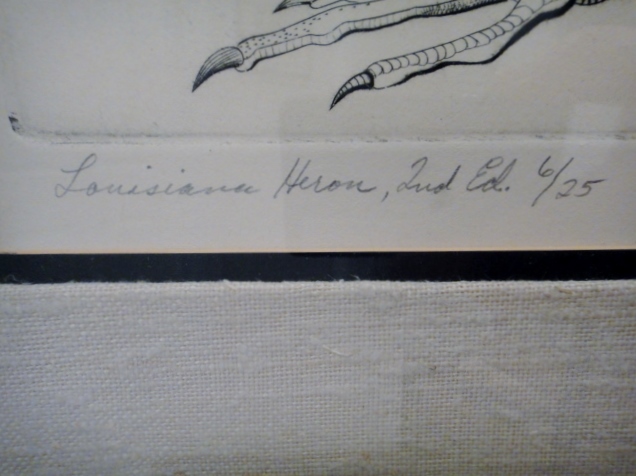 Louisiana Heron, 2nd Ed. 6/25